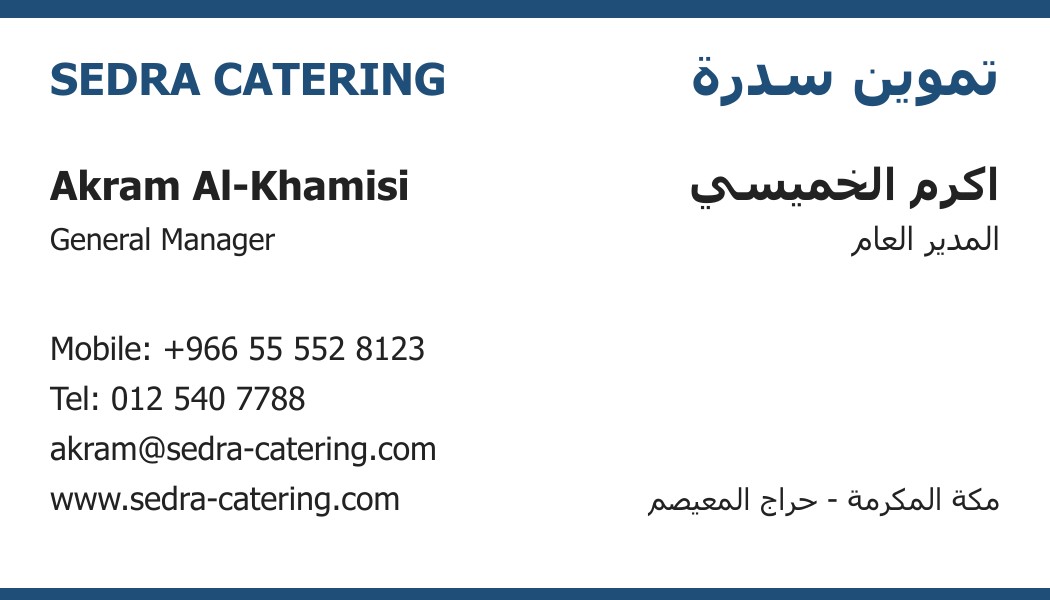 SEDRA CATERING
تموين سدرة
Akram Al-Khamisi
اكرم الخميسي
General Manager
المدير العام
Mobile: +966 55 552 8123
Tel: 012 540 7788
akram@sedra-catering.com
www.sedra-catering.com
مكة المكرمة - حراج المعيصم